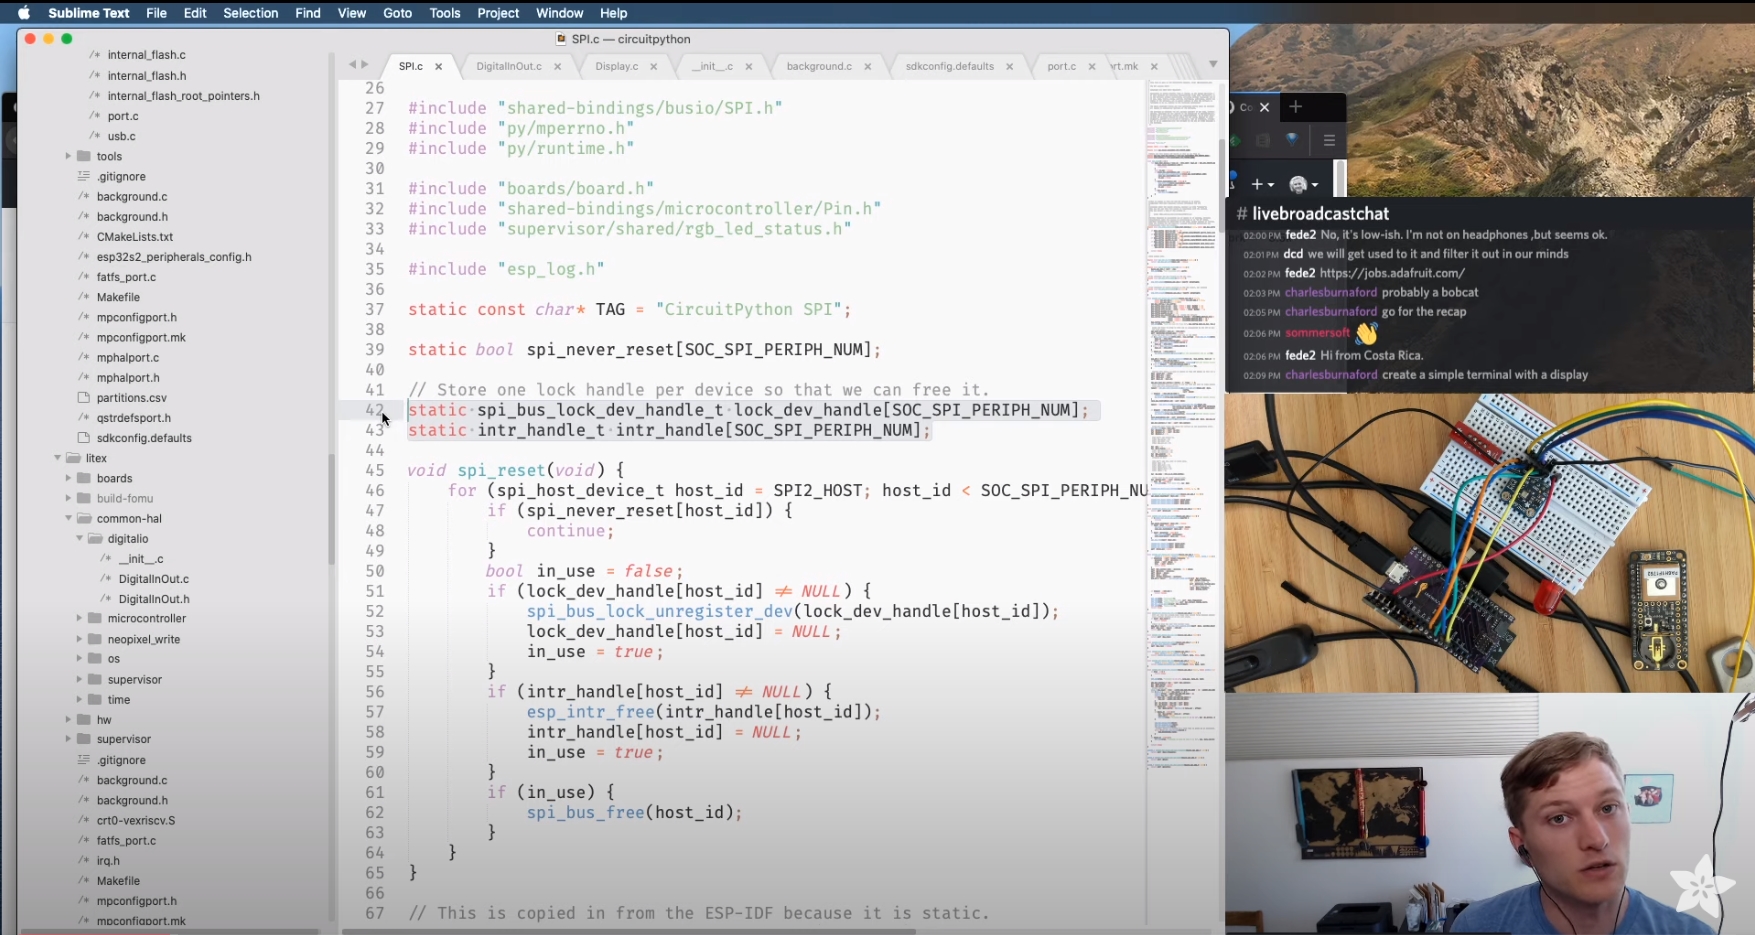 Sublime Text File Edit Selection Find View Goto Tools Project Window Help
SPI.c — circuitpython
internal_flash.c
internal_flash.h
internal_flash_root_pointers.h
port.c
usb.c
tools
.gitignore
background.c
background.h
CMakeLists.txt
esp32s2_peripherals_config.h
fatfs_port.c
Makefile
mpconfigport.h
mpconfigport.mk
mphalport.c
mphalport.h
partitions.csv
qstrdefsport.h
sdkconfig.defaults
litex
boards
build-fomu
common-hal
digitalio
__init__.c
DigitalInOut.c
DigitalInOut.h
microcontroller
neopixel_write
os
supervisor
time
hw
supervisor
.gitignore
background.c
background.h
crt0-vexriscv.S
fatfs_port.c
irq.h
Makefile
mpconfigport.h
mpconfigport.mk
SPI.c DigitalInOut.c Display.c __init__.c background.c sdkconfig.defaults port.c rt.mk
26
27 #include "shared-bindings/busio/SPI.h"
28 #include "py/mperrno.h"
29 #include "py/runtime.h"
30
31 #include "boards/board.h"
32 #include "shared-bindings/microcontroller/Pin.h"
33 #include "supervisor/shared/rgb_led_status.h"
34
35 #include "esp_log.h"
36
37 static const char* TAG = "CircuitPython SPI";
38
39 static bool spi_never_reset[SOC_SPI_PERIPH_NUM];
40
41 // Store one lock handle per device so that we can free it.
42 static spi_bus_lock_dev_handle_t lock_dev_handle[SOC_SPI_PERIPH_NUM];
43 static intr_handle_t intr_handle[SOC_SPI_PERIPH_NUM];
44
45 void spi_reset(void) {
46 for (spi_host_device_t host_id = SPI2_HOST; host_id < SOC_SPI_PERIPH_NU
47 if (spi_never_reset[host_id]) {
48 continue;
49 }
50 bool in_use = false;
51 if (lock_dev_handle[host_id] ≠ NULL) {
52 spi_bus_lock_unregister_dev(lock_dev_handle[host_id]);
53 lock_dev_handle[host_id] = NULL;
54 in_use = true;
55 }
56 if (intr_handle[host_id] ≠ NULL) {
57 esp_intr_free(intr_handle[host_id]);
58 intr_handle[host_id] = NULL;
59 in_use = true;
60 }
61 if (in_use) {
62 spi_bus_free(host_id);
63 }
64 }
65 }
66
67 // This is copied in from the ESP-IDF because it is static.
# livebroadcastchat
02:00 PM fede2 No, it's low-ish. I'm not on headphones ,but seems ok.
02:01 PM dcd we will get used to it and filter it out in our minds
02:02 PM fede2 https://jobs.adafruit.com/
02:03 PM charlesburnaford probably a bobcat
02:05 PM charlesburnaford go for the recap
02:06 PM sommersoft 👋
02:06 PM fede2 Hi from Costa Rica.
02:09 PM charlesburnaford create a simple terminal with a display